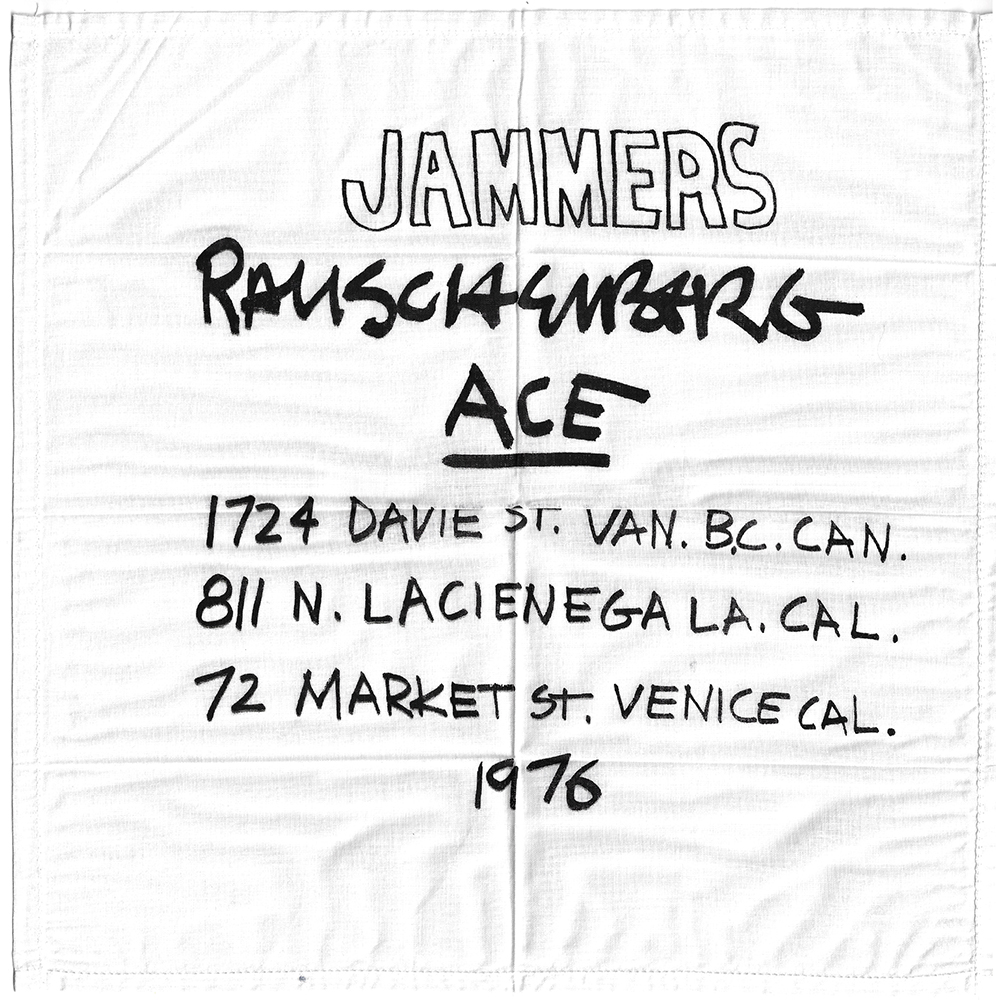 JAMMERS
RAUSCHENBERG
ACE
1724 DAVIE ST. VAN. B.C. CAN.
811 N. LACIENEGA LA. CAL.
72 MARKET St. VENICE CAL.
1976